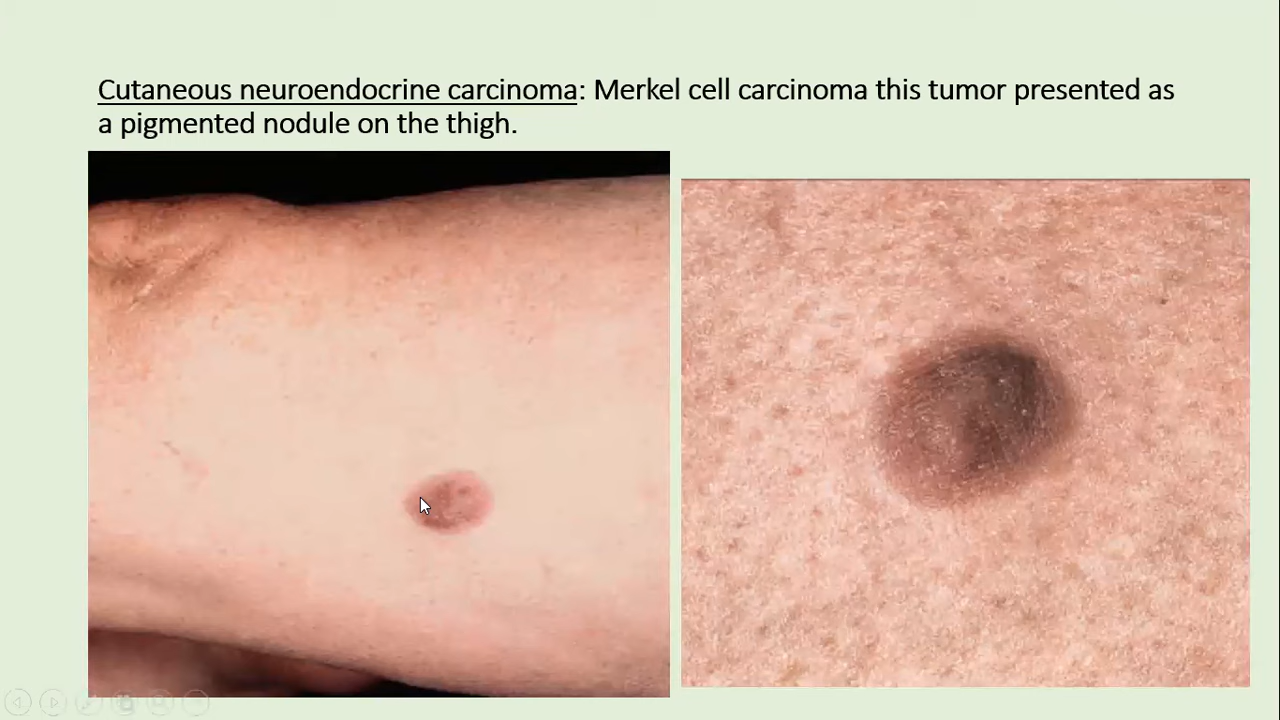 Cutaneous neuroendocrine carcinoma: Merkel cell carcinoma this tumor presented as
a pigmented nodule on the thigh.